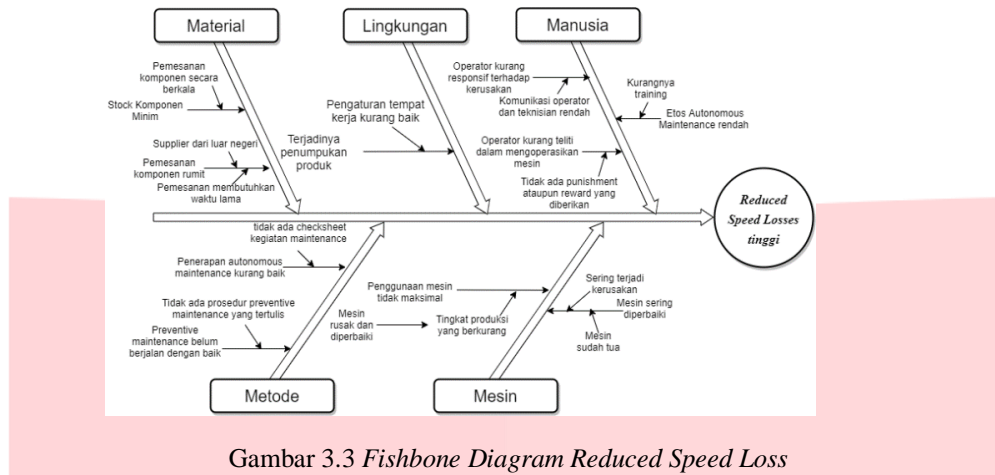 Material
Lingkungan
Manusia
Pemesanan
komponen secara
berkala
Stock Komponen
Minim
Supplier dari luar negeri
Pemesanan
komponen rumit
Pemesanan membutuhkan
waktu lama
Pengaturan tempat
kerja kurang baik
Terjadinya
penumpukan
produk
Operator kurang
responsif terhadap
kerusakan
Komunikasi operator
dan teknisian rendah
Kurangnya
training
Etos Autonomous
Maintenance rendah
Operator kurang teliti
dalam mengoperasikan
mesin
Tidak ada punishment
ataupun reward yang
diberikan
Reduced
Speed Losses
tinggi
tidak ada checksheet
kegiatan maintenance
Penerapan autonomous
maintenance kurang baik
Tidak ada prosedur preventive
maintenance yang tertulis
Preventive
maintenance belum
berjalan dengan baik
Penggunaan mesin
tidak maksimal
Mesin
rusak dan
diperbaiki
Tingkat produksi
yang berkurang
Sering terjadi
kerusakan
Mesin sering
diperbaiki
Mesin
sudah tua
Metode
Mesin
Gambar 3.3 Fishbone Diagram Reduced Speed Loss